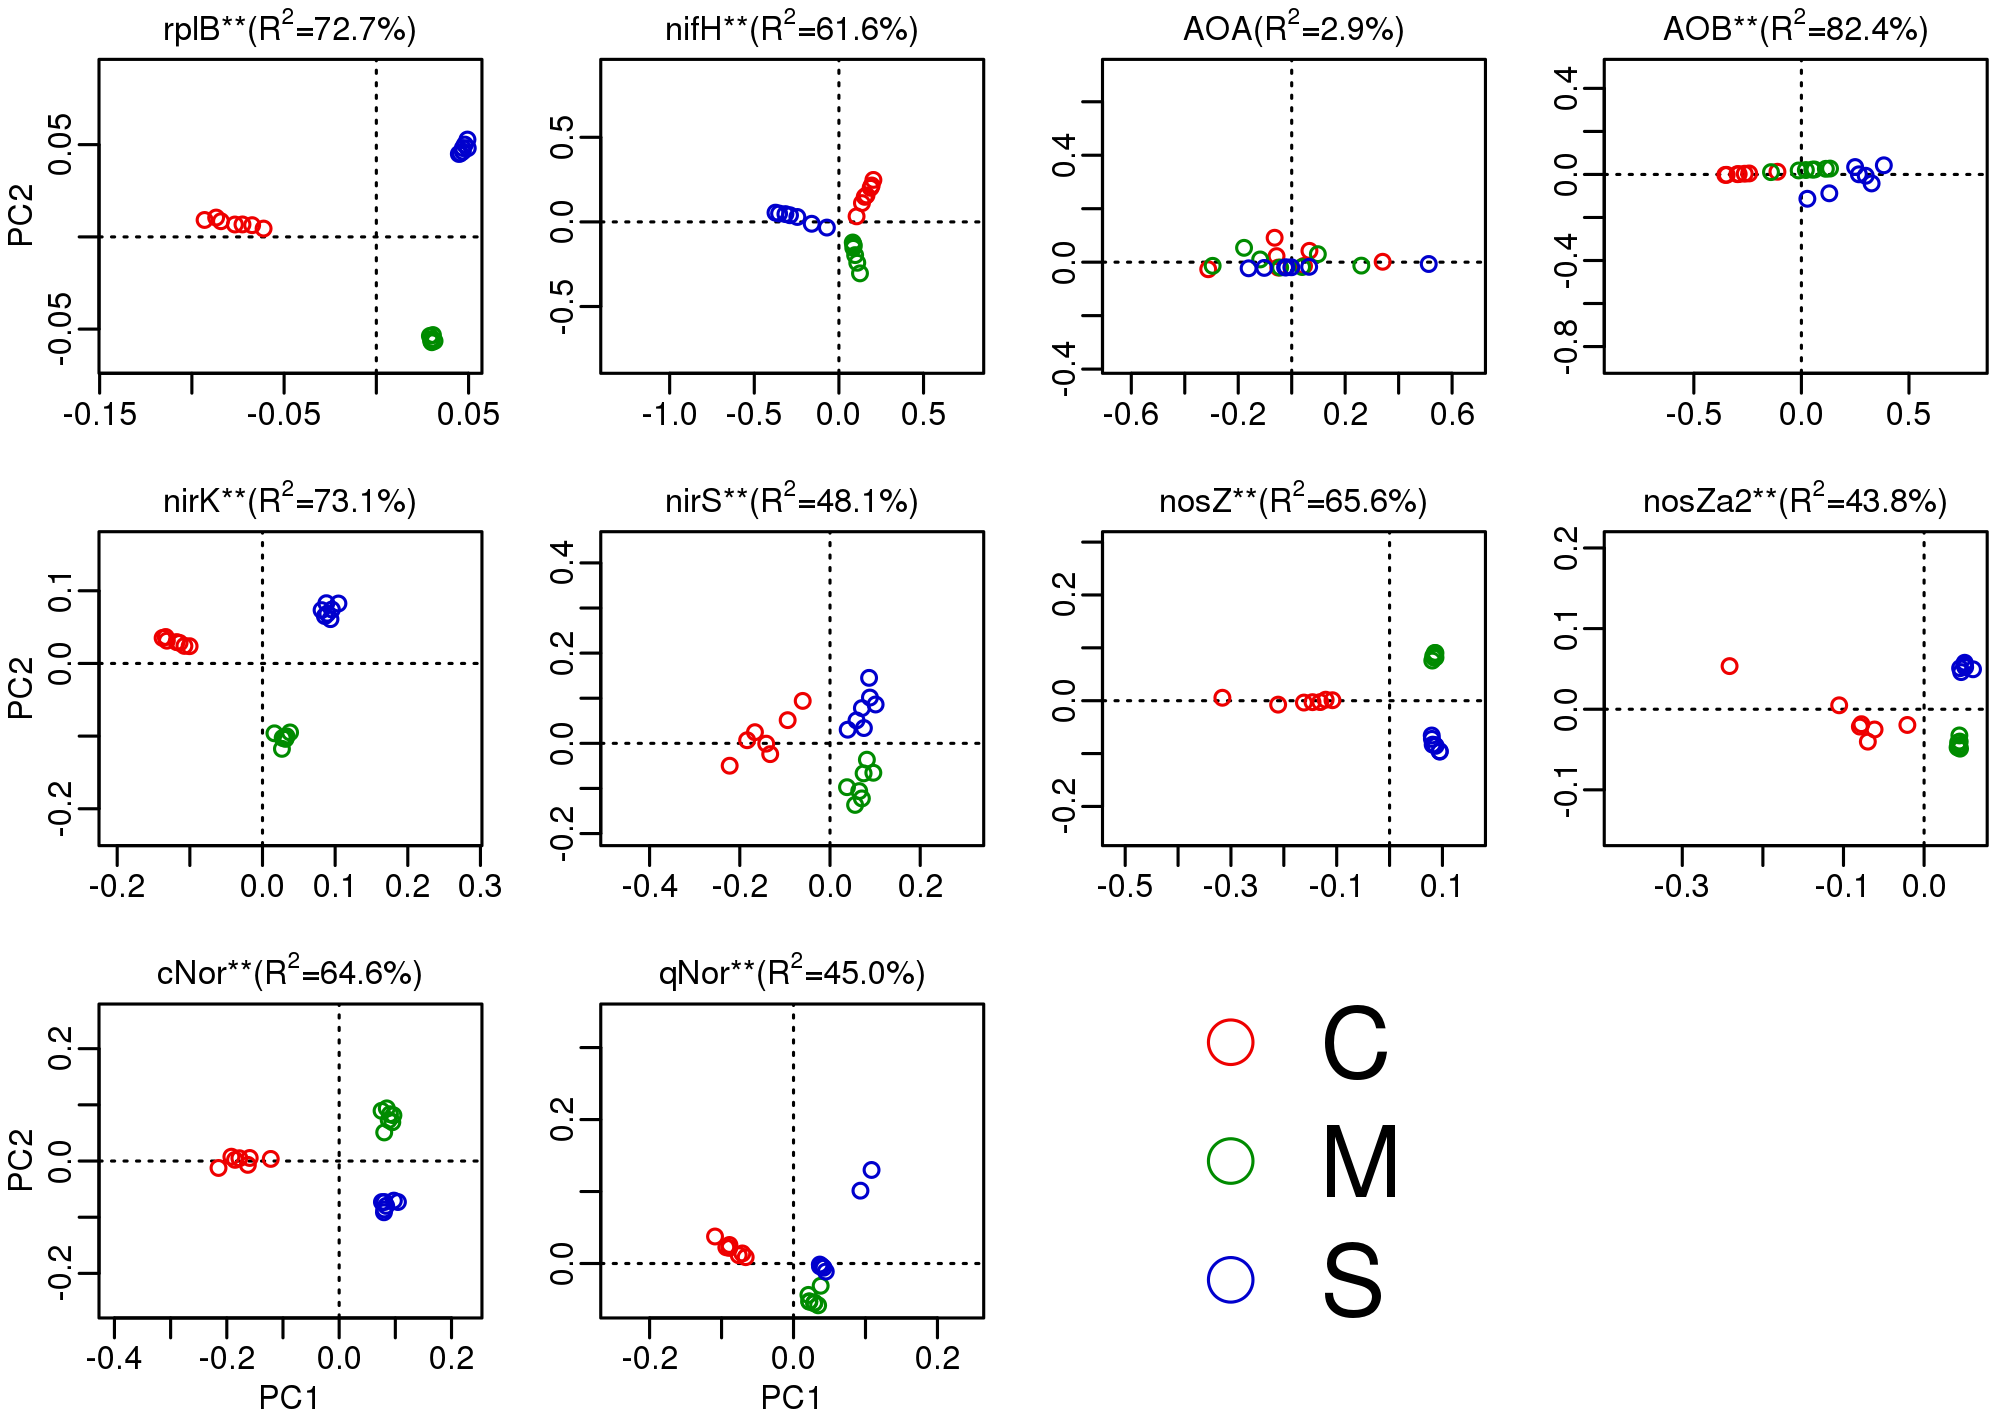 rplB**(R²=72.7%) nifH**(R²=61.6%) AOA(R²=2.9%) AOB**(R²=82.4%)
PC2
0.05
-0.05
-0.15 -0.05 0.05
0.5
0.0
-0.5
-1.0 -0.5 0.0 0.5
0.4
0.0
-0.4
-0.6 -0.2 0.2 0.6
0.4
0.0
-0.4
-0.8
-0.5 0.0 0.5
nirK**(R²=73.1%) nirS**(R²=48.1%) nosZ**(R²=65.6%) nosZa2**(R²=43.8%)
PC2
0.1
0.0
-0.2
-0.2 0.0 0.1 0.2 0.3
0.4
0.2
0.0
-0.2
-0.4 -0.2 0.0 0.2
0.2
0.0
-0.2
-0.5 -0.3 -0.1 0.1
0.2
0.1
0.0
-0.1
-0.3 -0.1 0.0
cNor**(R²=64.6%) qNor**(R²=45.0%)
PC2
0.2
0.0
-0.2
-0.4 -0.2 0.0 0.2
PC1
0.2
0.0
-0.2 0.0 0.2
PC1
C
M
S